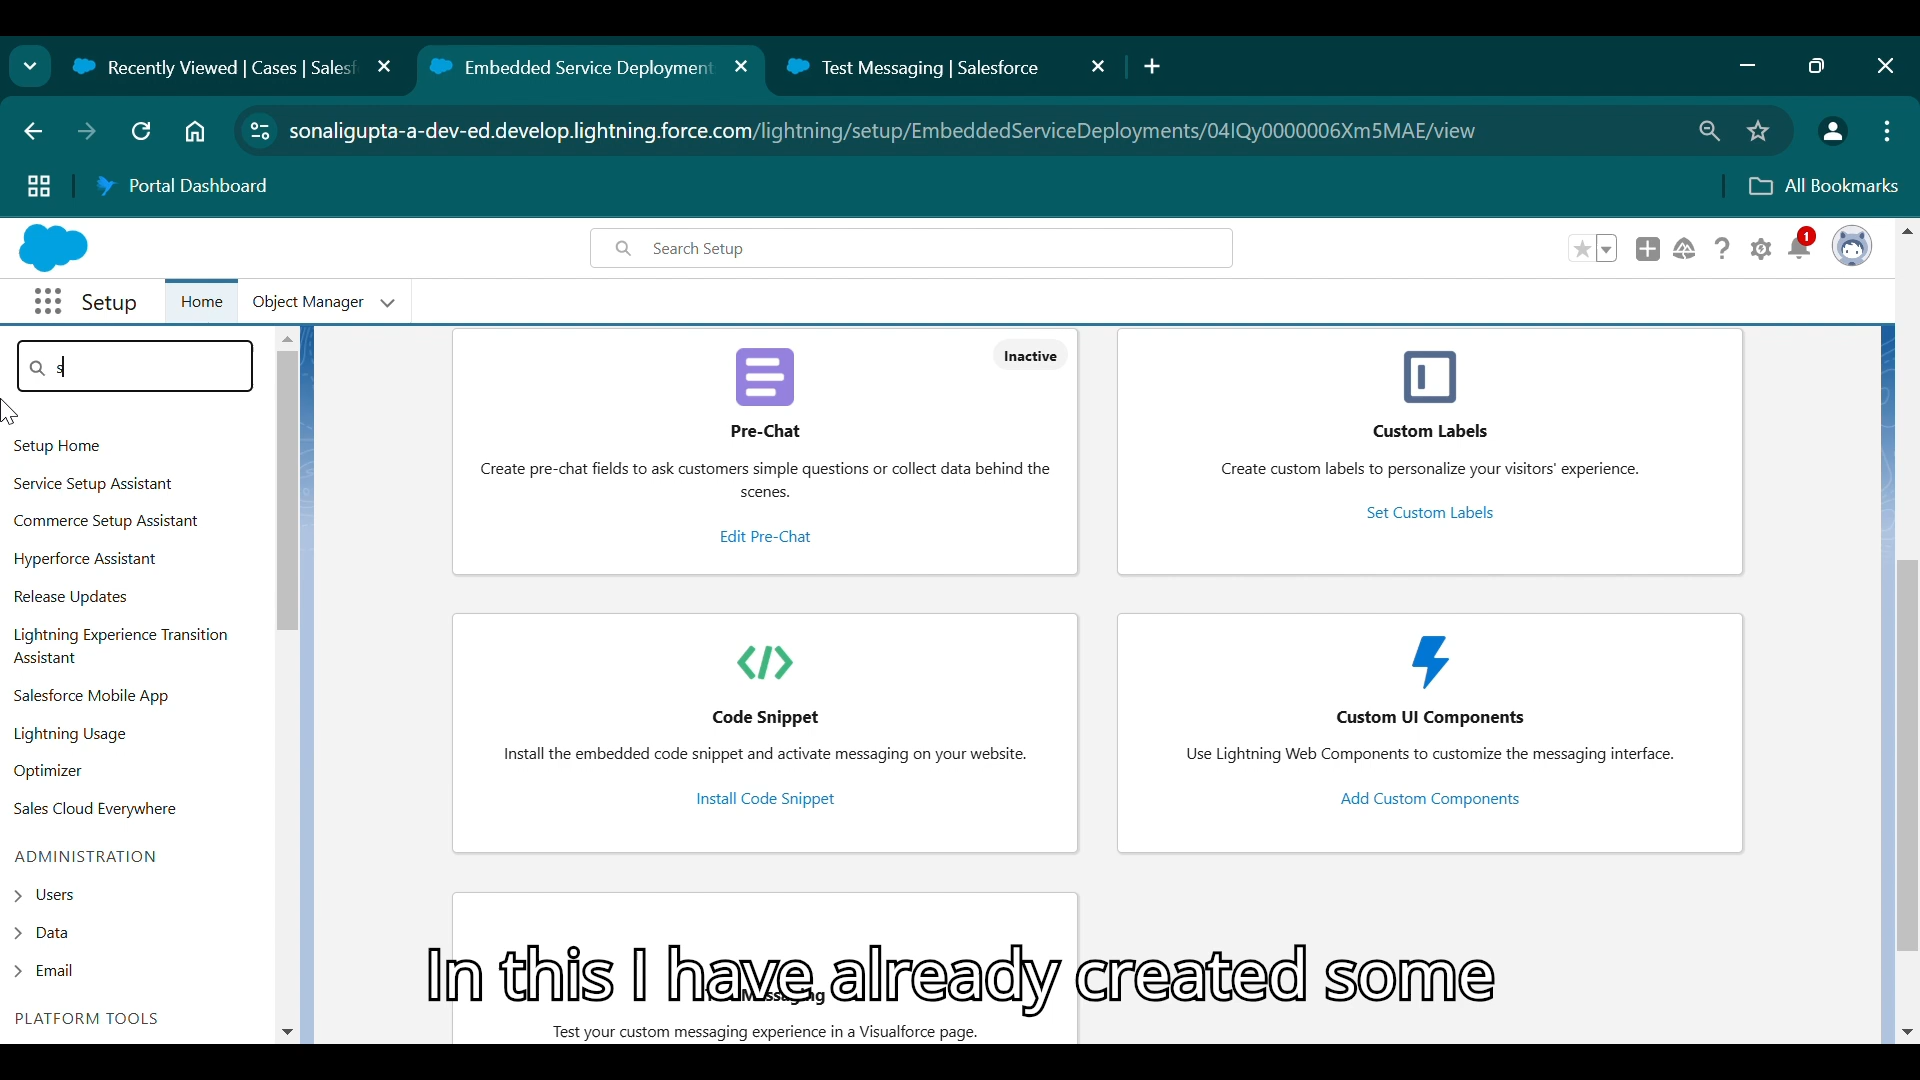 Recently Viewed | Cases | Salesf
Embedded Service Deployment
Test Messaging | Salesforce
sonaligupta-a-dev-ed.develop.lightning.force.com/lightning/setup/EmbeddedServiceDeployments/04IQy0000006Xm5MAE/view
Portal Dashboard
All Bookmarks
Search Setup
1
Setup
Home
Object Manager
s
Setup Home
Service Setup Assistant
Commerce Setup Assistant
Hyperforce Assistant
Release Updates
Lightning Experience Transition
Assistant
Salesforce Mobile App
Lightning Usage
Optimizer
Sales Cloud Everywhere
ADMINISTRATION
Users
Data
Email
PLATFORM TOOLS
Inactive
Pre-Chat
Create pre-chat fields to ask customers simple questions or collect data behind the
scenes.
Edit Pre-Chat
Custom Labels
Create custom labels to personalize your visitors' experience.
Set Custom Labels
Code Snippet
Install the embedded code snippet and activate messaging on your website.
Install Code Snippet
Custom UI Components
Use Lightning Web Components to customize the messaging interface.
Add Custom Components
In this I have already created some
Test your custom messaging experience in a Visualforce page.